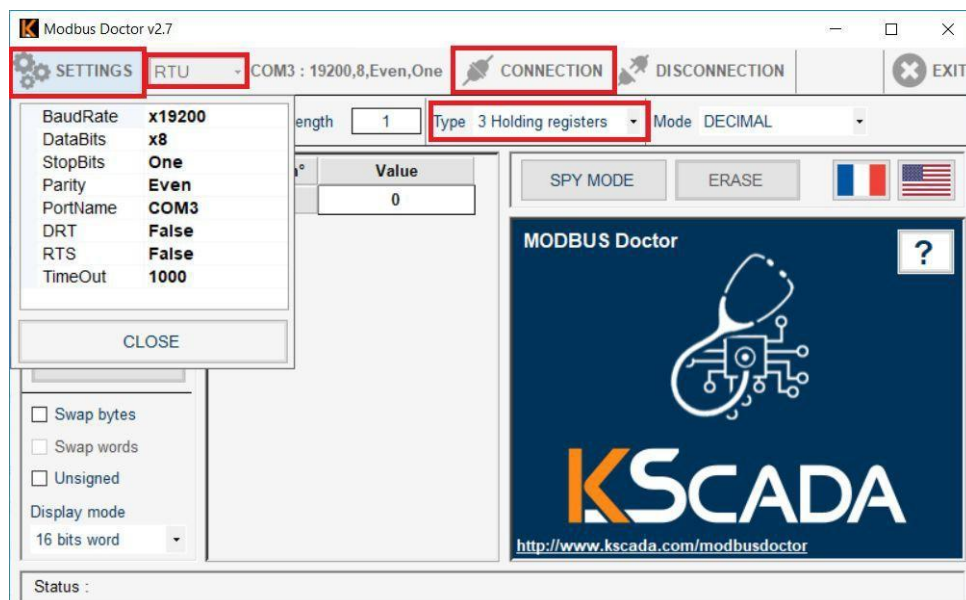 Modbus Doctor v2.7
SETTINGS RTU COM3 : 19200,8,Even,One CONNECTION DISCONNECTION EXIT
BaudRate x19200
DataBits x8
StopBits One
Parity Even
PortName COM3
DRT False
RTS False
TimeOut 1000
CLOSE
ength 1 Type 3 Holding registers Mode DECIMAL
n° Value
0
SPY MODE ERASE
MODBUS Doctor
?
KSCADA
http://www.kscada.com/modbusdoctor
Swap bytes
Swap words
Unsigned
Display mode
16 bits word
Status :